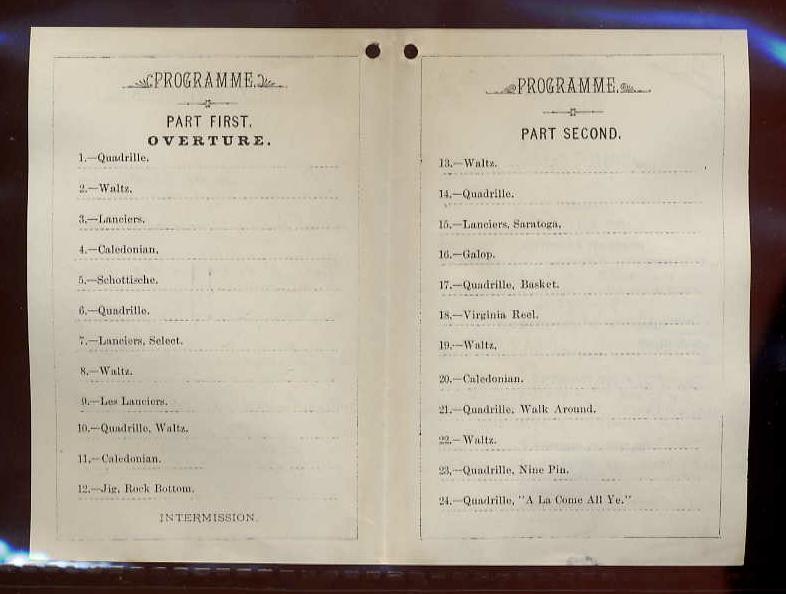 PROGRAMME.
PART FIRST.
OVERTURE.
1.—Quadrille.
2.—Waltz.
3.—Lanciers.
4.—Caledonian.
5.—Schottische.
6.—Quadrille.
7.—Lanciers, Select.
8.—Waltz.
9.—Les Lanciers.
10.—Quadrille, Waltz.
11.—Caledonian.
12.—Jig, Rock Bottom.
INTERMISSION.
PROGRAMME.
PART SECOND.
13.—Waltz.
14.—Quadrille.
15.—Lanciers, Saratoga.
16.—Galop.
17.—Quadrille, Basket.
18.—Virginia Reel.
19.—Waltz.
20.—Caledonian.
21.—Quadrille, Walk Around.
22.—Waltz.
23.—Quadrille, Nine Pin.
24.—Quadrille, "A La Come All Ye."